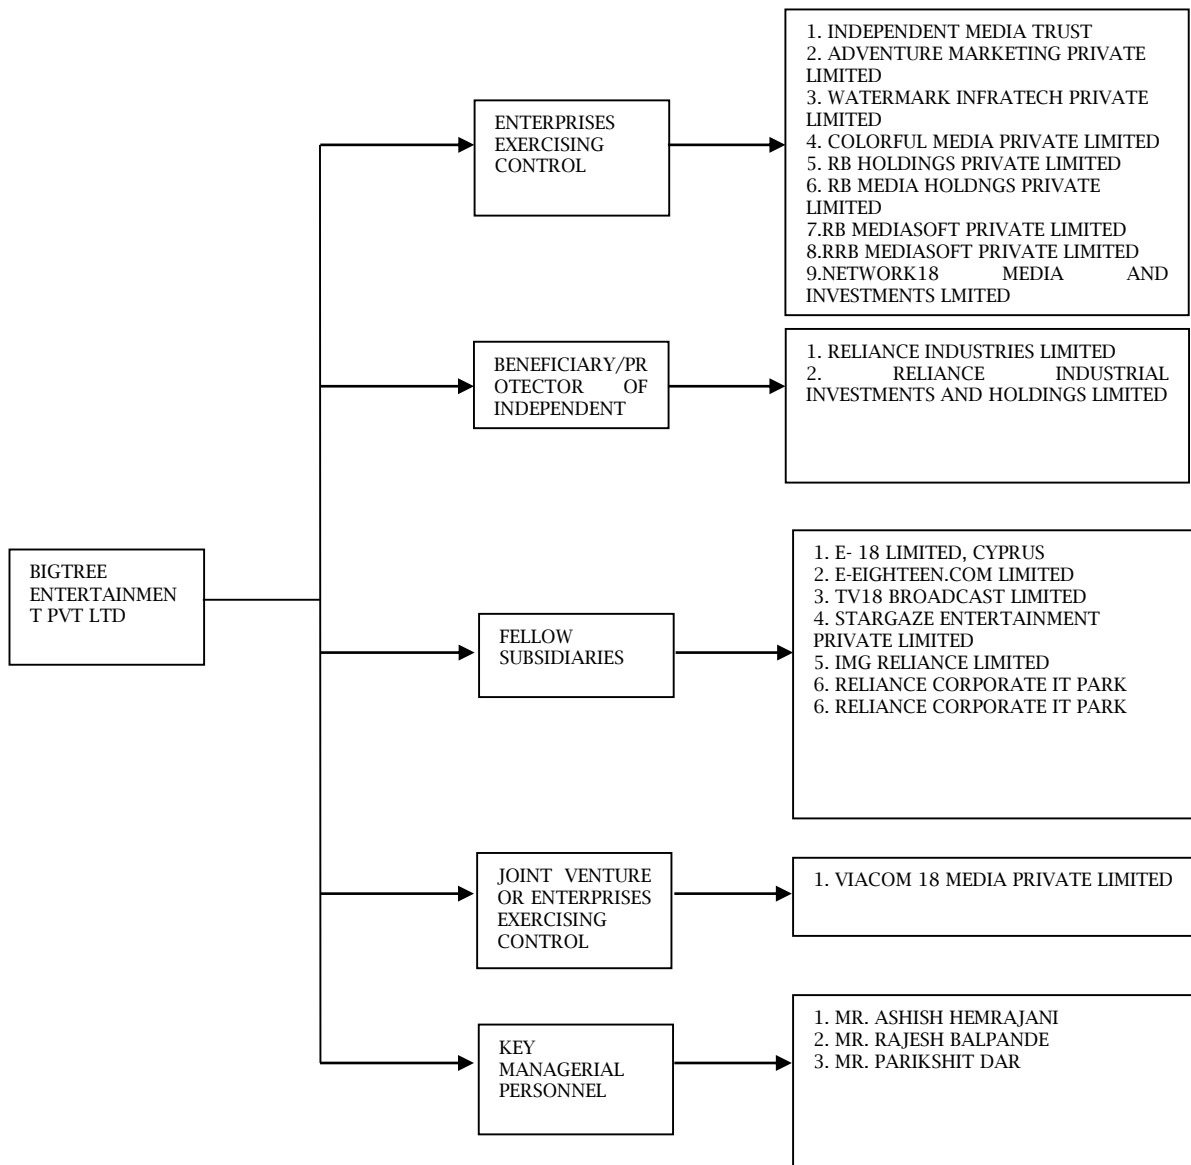 BIGTREE
ENTERTAINMEN
T PVT LTD
ENTERPRISES
EXERCISING
CONTROL
1. INDEPENDENT MEDIA TRUST
2. ADVENTURE MARKETING PRIVATE
LIMITED
3. WATERMARK INFRATECH PRIVATE
LIMITED
4. COLORFUL MEDIA PRIVATE LIMITED
5. RB HOLDINGS PRIVATE LIMITED
6. RB MEDIA HOLDNGS PRIVATE
LIMITED
7.RB MEDIASOFT PRIVATE LIMITED
8.RRB MEDIASOFT PRIVATE LIMITED
9.NETWORK18 MEDIA AND
INVESTMENTS LMITED
BENEFICIARY/PR
OTECTOR OF
INDEPENDENT
1. RELIANCE INDUSTRIES LIMITED
2. RELIANCE INDUSTRIAL
INVESTMENTS AND HOLDINGS LIMITED
FELLOW
SUBSIDIARIES
1. E- 18 LIMITED, CYPRUS
2. E-EIGHTEEN.COM LIMITED
3. TV18 BROADCAST LIMITED
4. STARGAZE ENTERTAINMENT
PRIVATE LIMITED
5. IMG RELIANCE LIMITED
6. RELIANCE CORPORATE IT PARK
6. RELIANCE CORPORATE IT PARK
JOINT VENTURE
OR ENTERPRISES
EXERCISING
CONTROL
1. VIACOM 18 MEDIA PRIVATE LIMITED
KEY
MANAGERIAL
PERSONNEL
1. MR. ASHISH HEMRAJANI
2. MR. RAJESH BALPANDE
3. MR. PARIKSHIT DAR